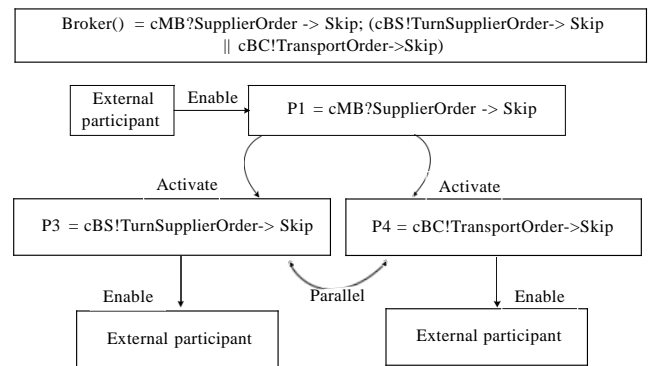 Broker() = cMB?SupplierOrder -> Skip; (cBS!TurnSupplierOrder-> Skip
|| cBC!TransportOrder->Skip)
External
participant
Enable
P1 = cMB?SupplierOrder -> Skip
Activate
Activate
P3 = cBS!TurnSupplierOrder-> Skip
P4 = cBC!TransportOrder->Skip
Enable
Parallel
Enable
External participant
External participant